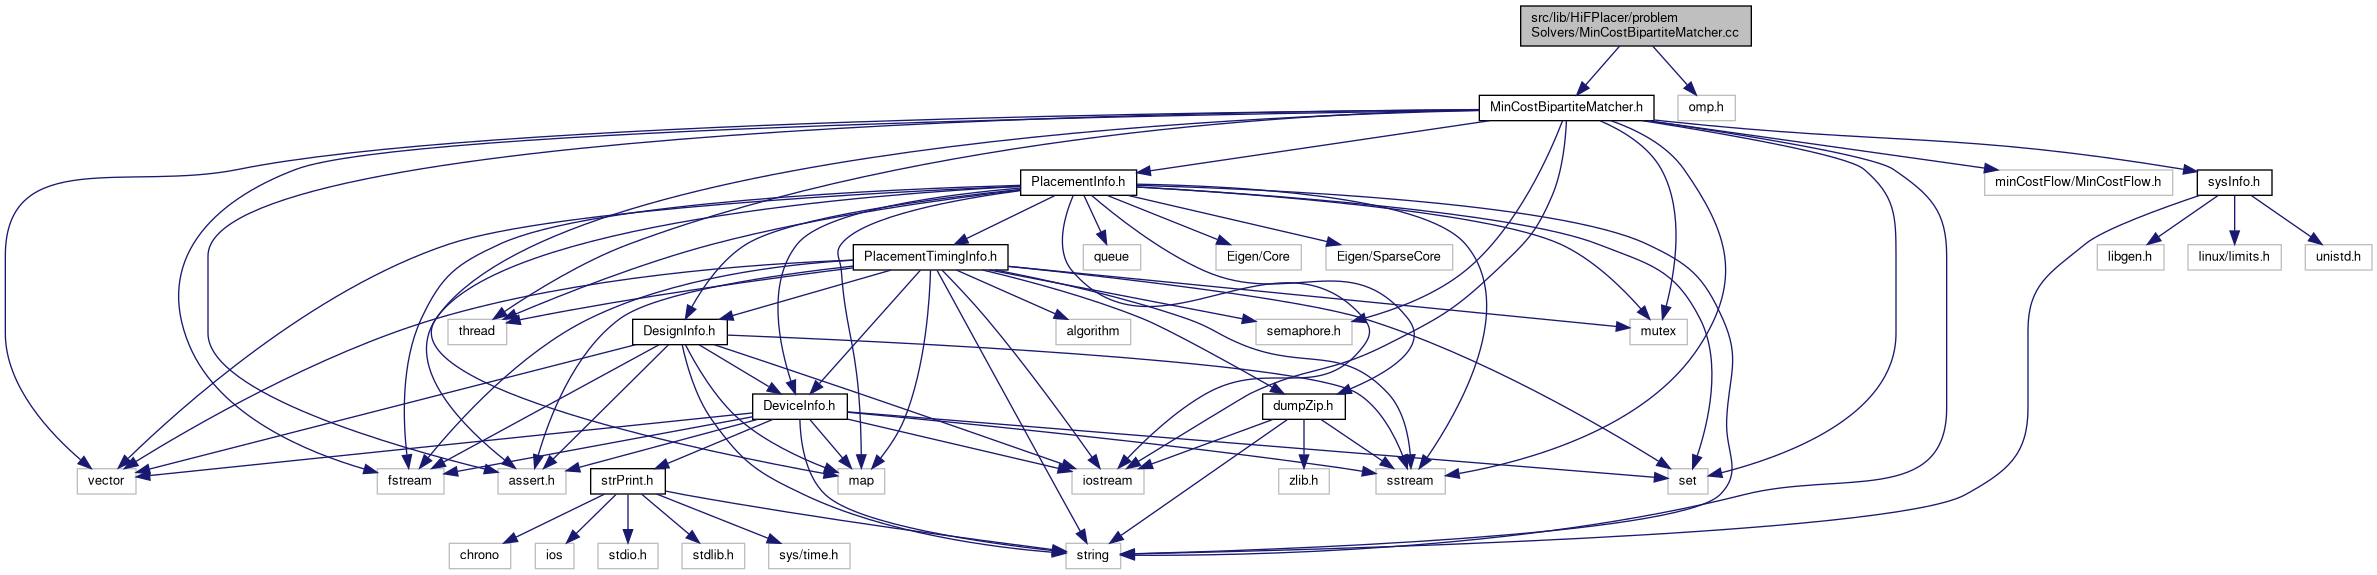 src/lib/HiFPlacer/problem
Solvers/MinCostBipartiteMatcher.cc
MinCostBipartiteMatcher.h
omp.h
PlacementInfo.h
minCostFlow/MinCostFlow.h
sysInfo.h
PlacementTimingInfo.h
queue
Eigen/Core
Eigen/SparseCore
libgen.h
linux/limits.h
unistd.h
thread
DesignInfo.h
algorithm
semaphore.h
mutex
DeviceInfo.h
dumpZip.h
vector
fstream
assert.h
strPrint.h
map
iostream
zlib.h
sstream
set
chrono
ios
stdio.h
stdlib.h
sys/time.h
string